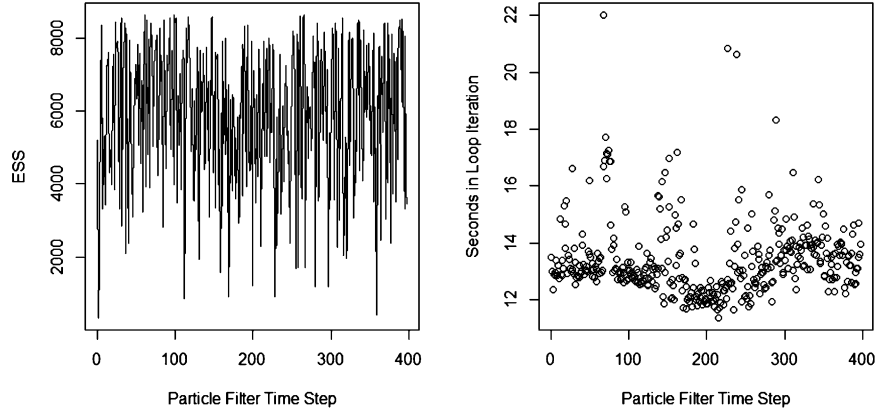 ESS
8000
6000
4000
2000
0 100 200 300 400
Particle Filter Time Step
Seconds in Loop Iteration
22
20
18
16
14
12
0 100 200 300 400
Particle Filter Time Step